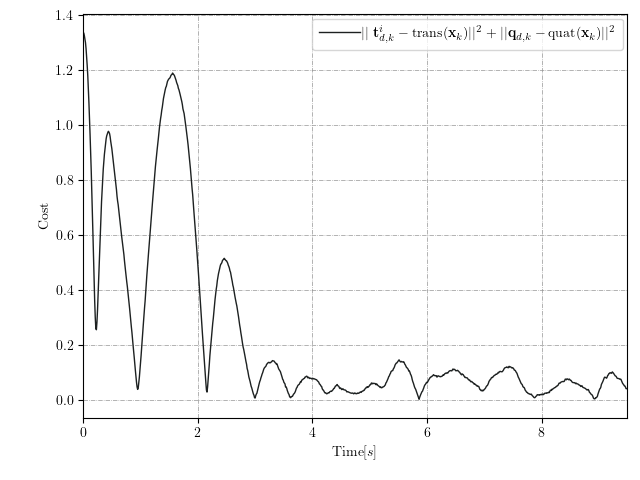 || t^i_{d,k} − trans(x_k)||^2 + ||q_{d,k} − quat(x_k)||^2
1.4
1.2
1.0
0.8
0.6
0.4
0.2
0.0
Cost
0 2 4 6 8
Time[s]